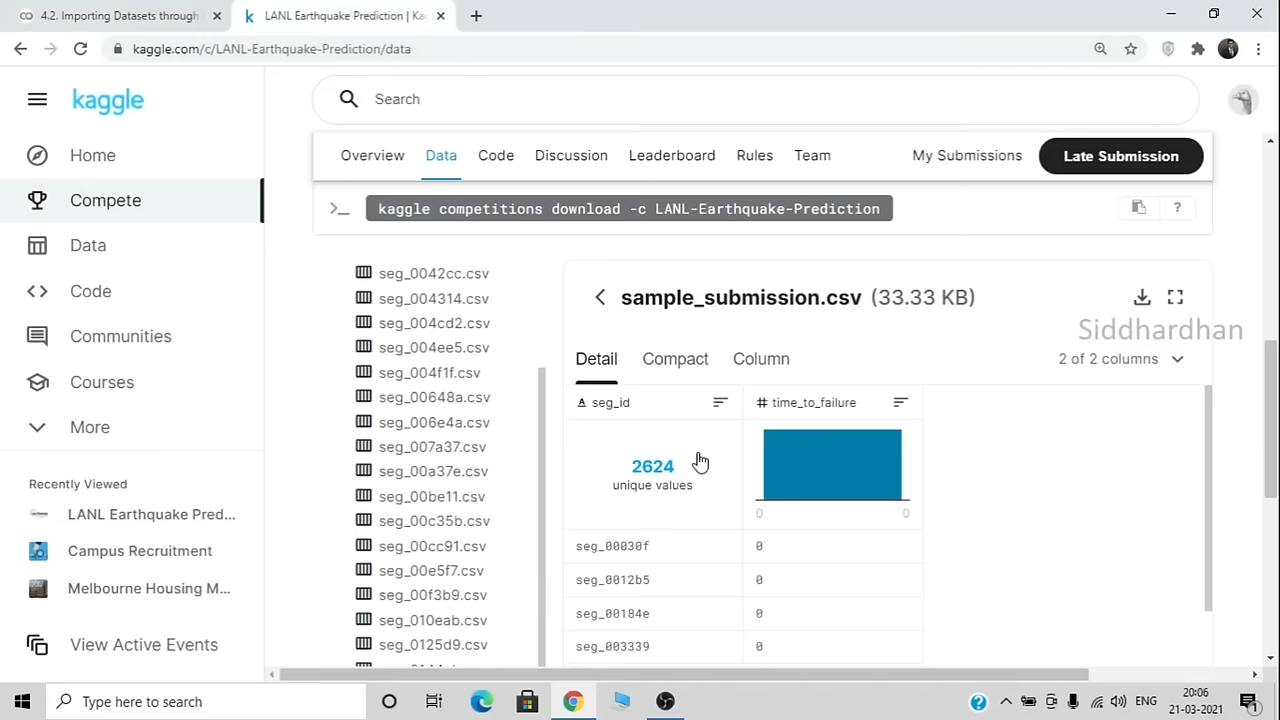 4.2. Importing Datasets through
LANL Earthquake Prediction | Ka
kaggle.com/c/LANL-Earthquake-Prediction/data
kaggle
Search
Home
Compete
Data
Code
Communities
Courses
More
Recently Viewed
LANL Earthquake Pred...
Campus Recruitment
Melbourne Housing M...
View Active Events
Overview Data Code Discussion Leaderboard Rules Team My Submissions Late Submission
>_ kaggle competitions download -c LANL-Earthquake-Prediction ?
seg_0042cc.csv
seg_004314.csv
seg_004cd2.csv
seg_004ee5.csv
seg_004f1f.csv
seg_00648a.csv
seg_006e4a.csv
seg_007a37.csv
seg_00a37e.csv
seg_00be11.csv
seg_00c35b.csv
seg_00cc91.csv
seg_00e5f7.csv
seg_00f3b9.csv
seg_010eab.csv
seg_0125d9.csv
sample_submission.csv (33.33 KB)
Siddhardhan
Detail Compact Column 2 of 2 columns
A seg_id # time_to_failure
2624
unique values
0 0
seg_00030f 0
seg_0012b5 0
seg_00184e 0
seg_003339 0
Type here to search
ENG
20:06
21-03-2021